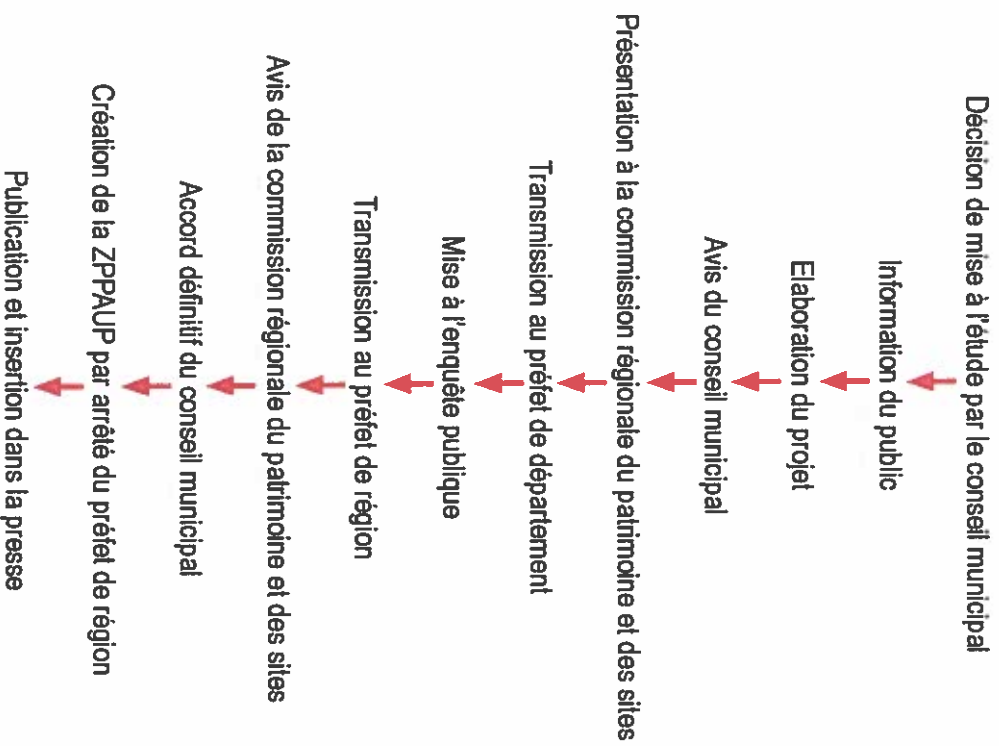 Décision de mise à l'étude par le conseil municipal
Information du public
Elaboration du projet
Avis du conseil municipal
Présentation à la commission régionale du patrimoine et des sites
Transmission au préfet de département
Mise à l'enquête publique
Transmission au préfet de région
Avis de la commission régionale du patrimoine et des sites
Accord définitif du conseil municipal
Création de la ZPPAUP par arrêté du préfet de région
Publication et insertion dans la presse